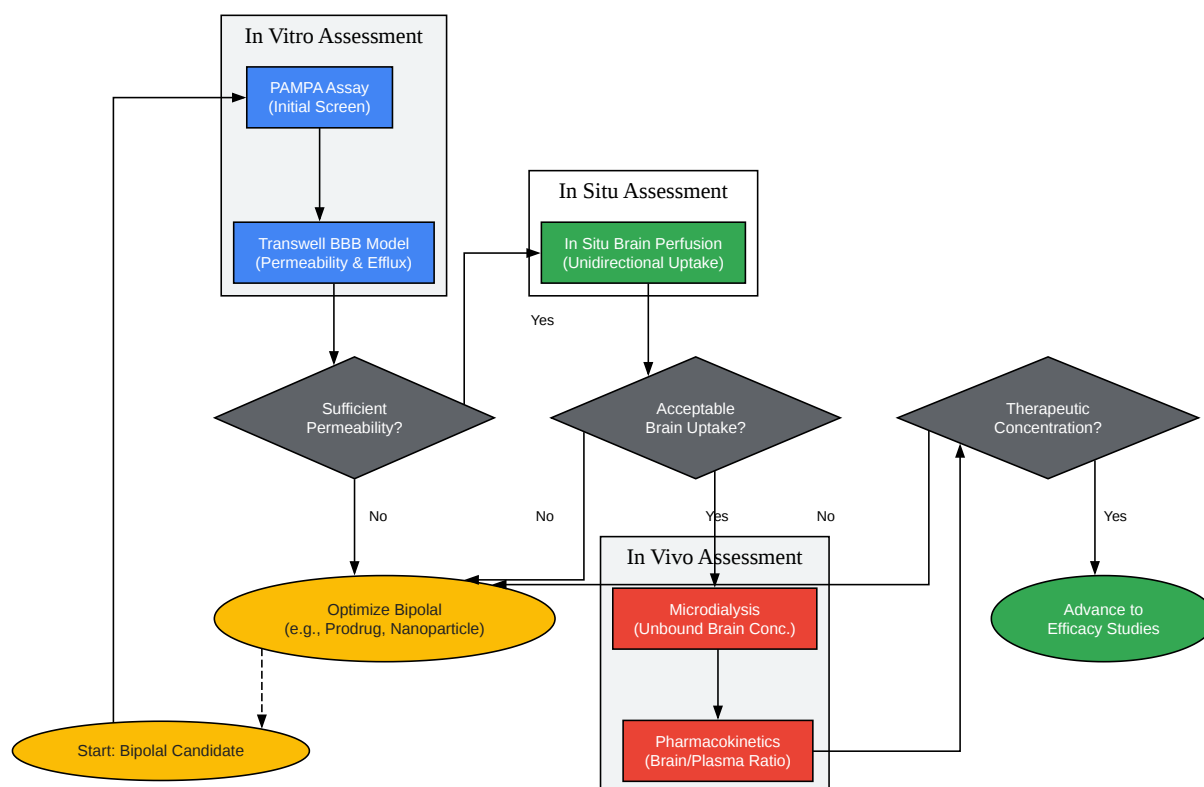 In Vitro Assessment
PAMPA Assay
(Initial Screen)
Transwell BBB Model
(Permeability & Efflux)
In Situ Assessment
In Situ Brain Perfusion
(Unidirectional Uptake)
Yes
Sufficient
Permeability?
Acceptable
Brain Uptake?
Therapeutic
Concentration?
No
No
Yes
No
Yes
In Vivo Assessment
Optimize Bipolal
(e.g., Prodrug, Nanoparticle)
Microdialysis
(Unbound Brain Conc.)
Advance to
Efficacy Studies
Start: Bipolal Candidate
Pharmacokinetics
(Brain/Plasma Ratio)